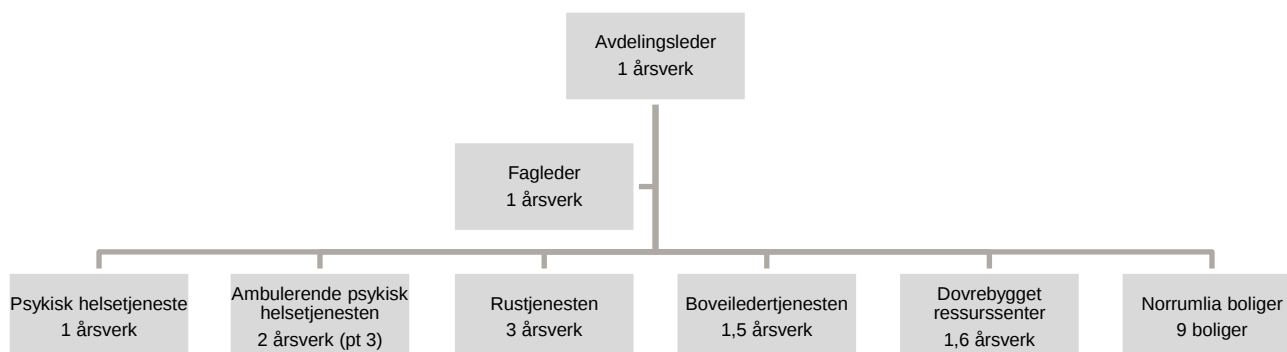 Avdelingsleder
1 årsverk
Fagleder
1 årsverk
Psykisk helsetjeneste
1 årsverk
Ambulerende psykisk
helsetjenesten
2 årsverk (pt 3)
Rustjenesten
3 årsverk
Boveiledertjenesten
1,5 årsverk
Dovrebygget
ressurssenter
1,6 årsverk
Norrumlia boliger
9 boliger